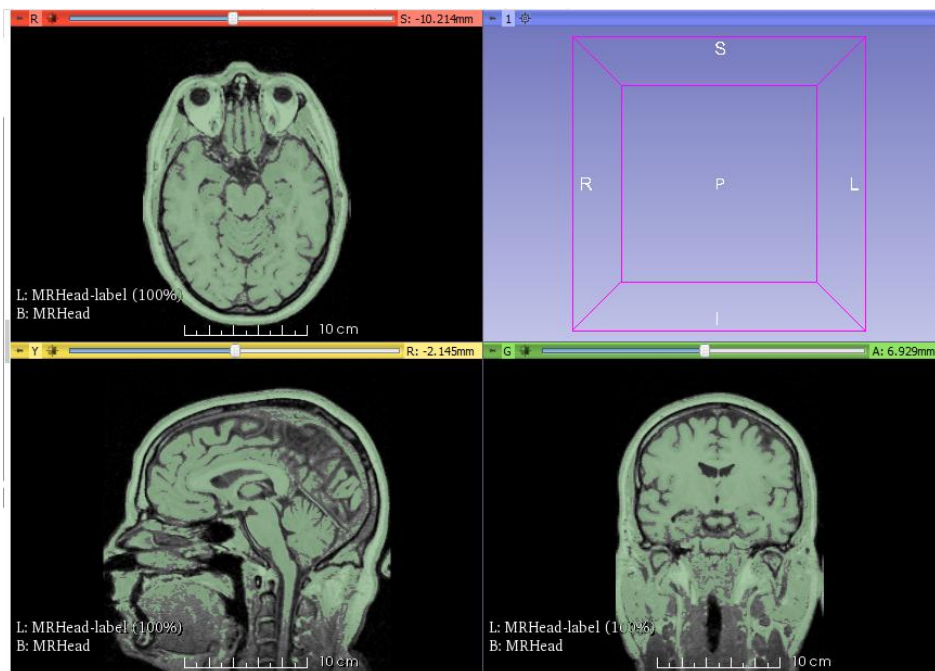 R S: -10.214mm
L: MRHead-label (100%)
B: MRHead
10 cm
1
S
R P L
I
Y R: -2.145mm
L: MRHead-label (100%)
B: MRHead
10 cm
G A: 6.929mm
L: MRHead-label (100%)
B: MRHead
10 cm